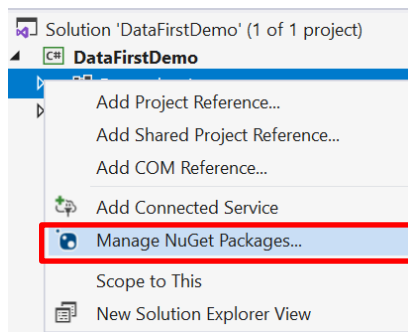 Solution 'DataFirstDemo' (1 of 1 project)
C# DataFirstDemo
Add Project Reference...
Add Shared Project Reference...
Add COM Reference...
Add Connected Service
Manage NuGet Packages...
Scope to This
New Solution Explorer View